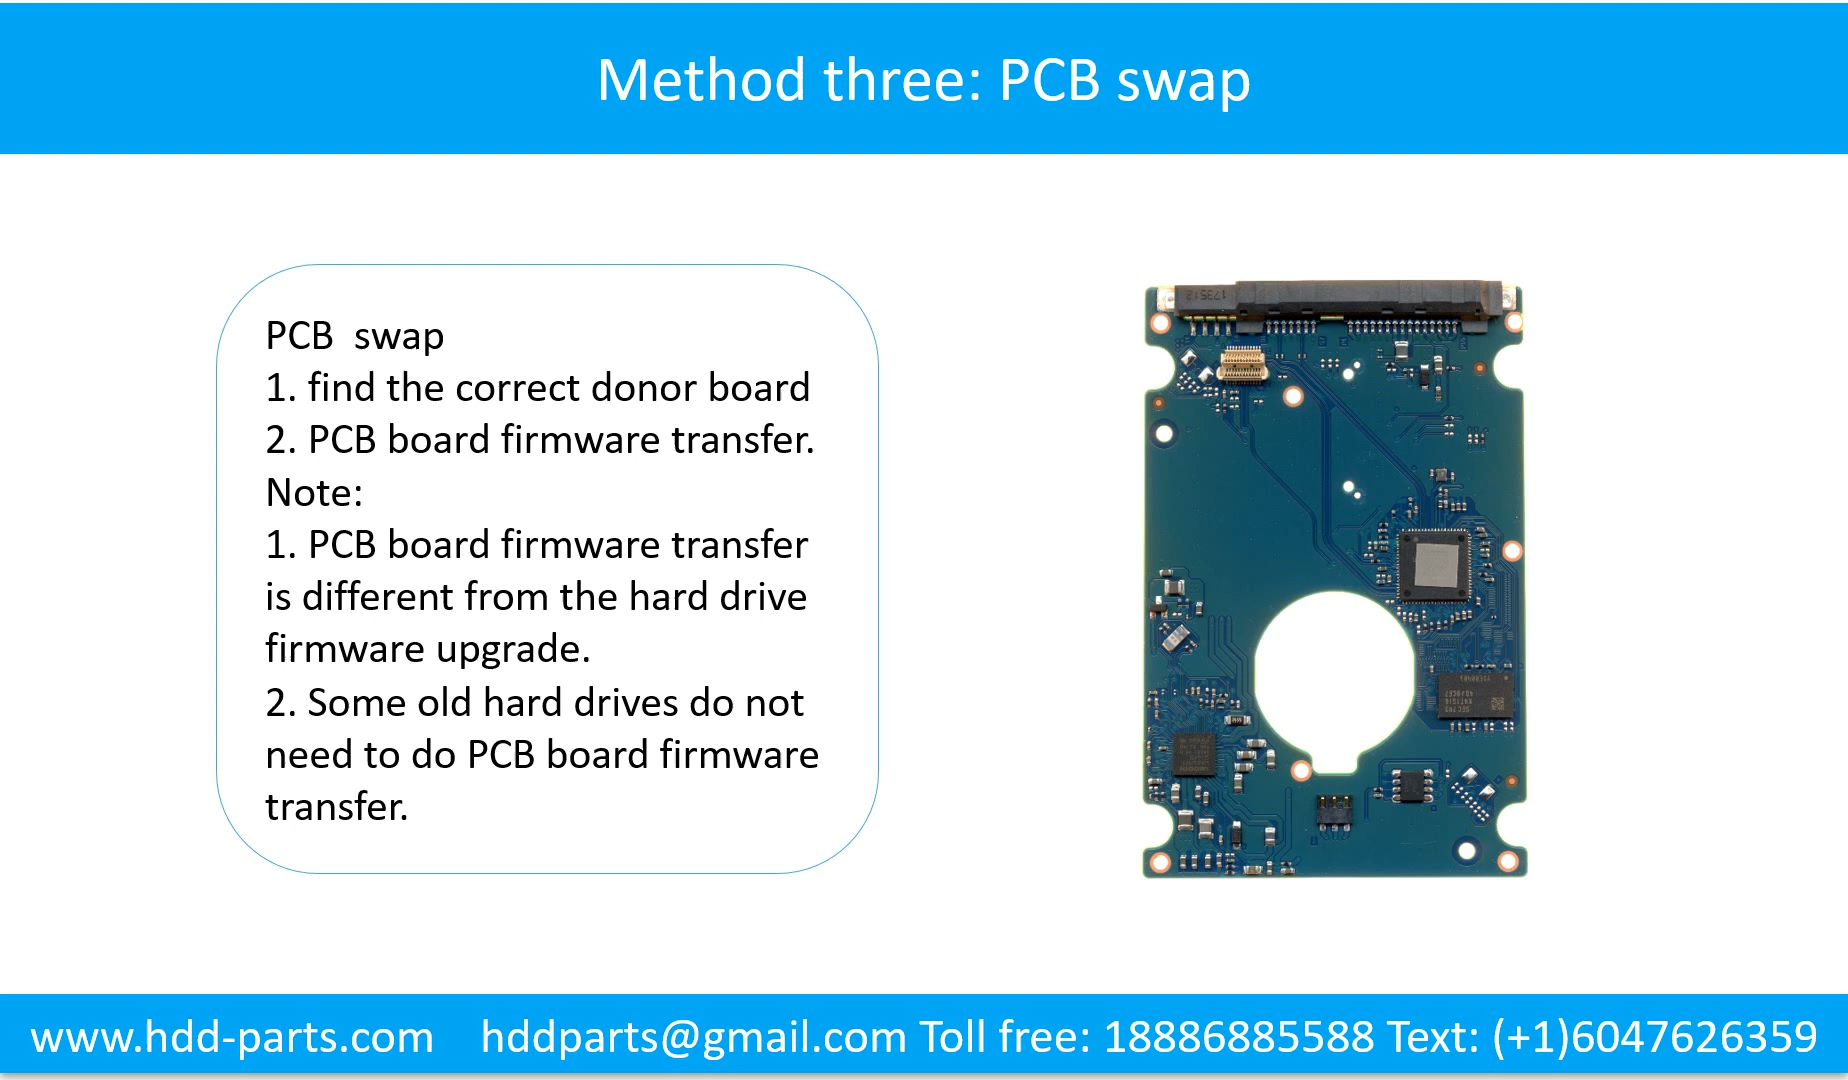 Method three: PCB swap
PCB  swap
1. find the correct donor board
2. PCB board firmware transfer.
Note:
1. PCB board firmware transfer
is different from the hard drive
firmware upgrade.
2. Some old hard drives do not
need to do PCB board firmware
transfer.
173512
www.hdd-parts.com    hddparts@gmail.com Toll free: 18886885588 Text: (+1)6047626359